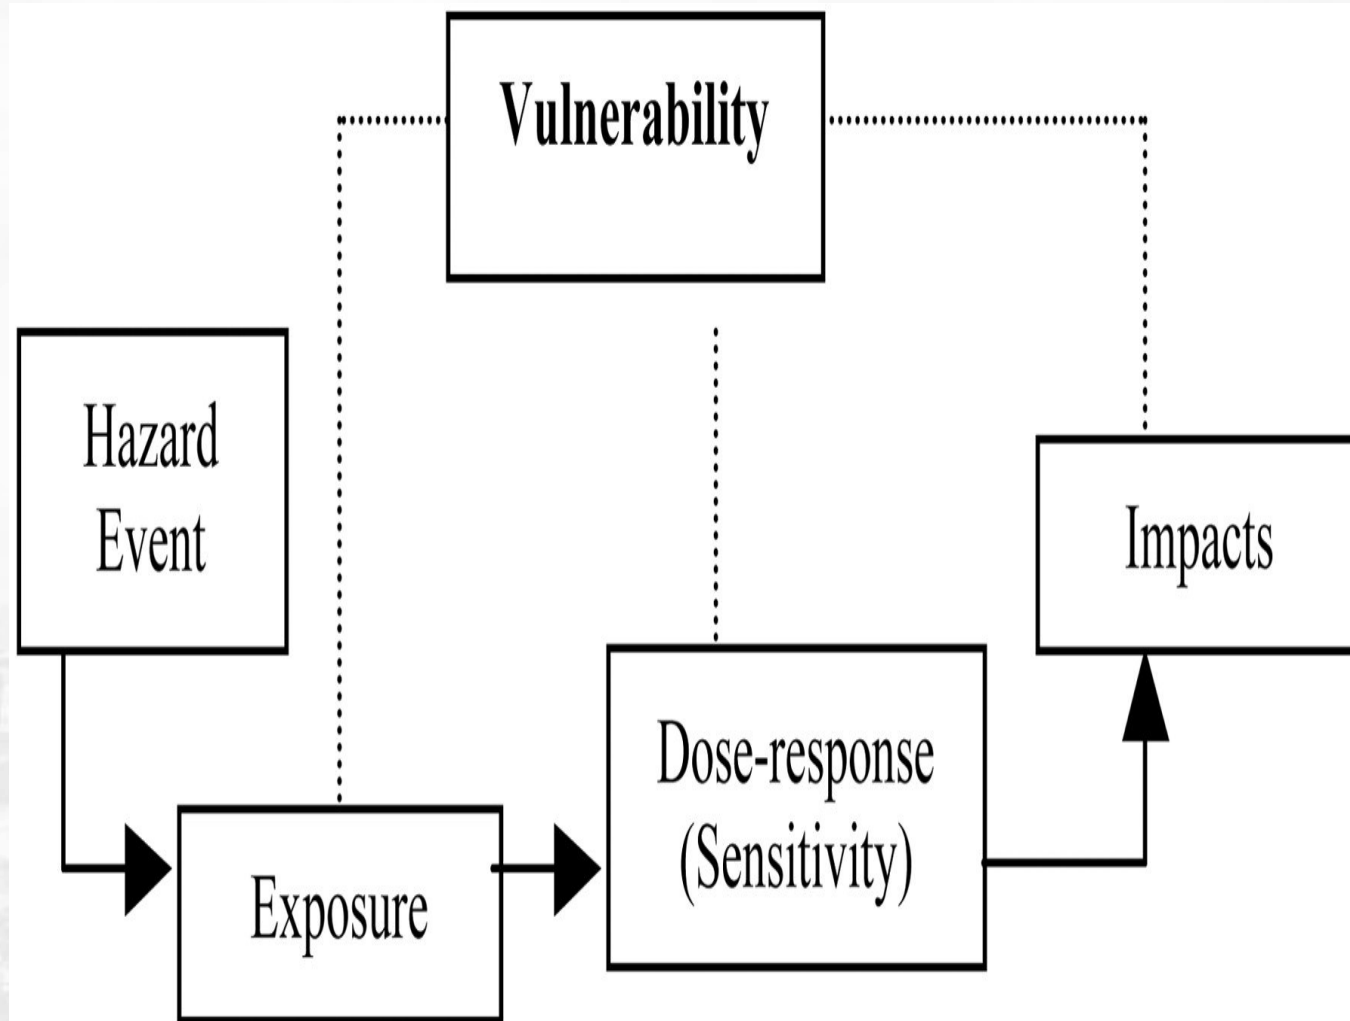 Vulnerability
Hazard
Event
Impacts
Dose-response
(Sensitivity)
Exposure